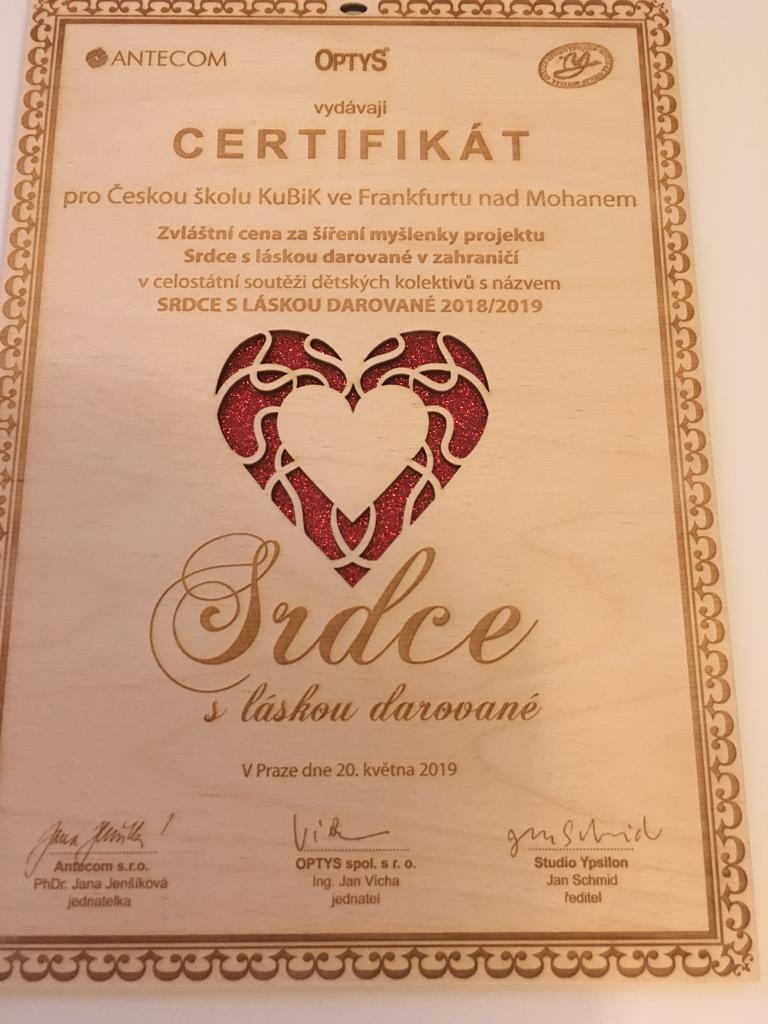 ANTECOM
OPTYS
vydávají
CERTIFIKÁT
pro Českou školu KuBiK ve Frankfurtu nad Mohanem
Zvláštní cena za šíření myšlenky projektu
Srdce s láskou darované v zahraničí
v celostátní soutěži dětských kolektivů s názvem
SRDCE S LÁSKOU DAROVANÉ 2018/2019
Srdce
s láskou darované
V Praze dne 20. května 2019
Antecom s.r.o.
PhDr. Jana Jenšíková
jednatelka
OPTYS spol. s r. o.
Ing. Jan Vícha
jednatel
Studio Ypsilon
Jan Schmid
ředitel